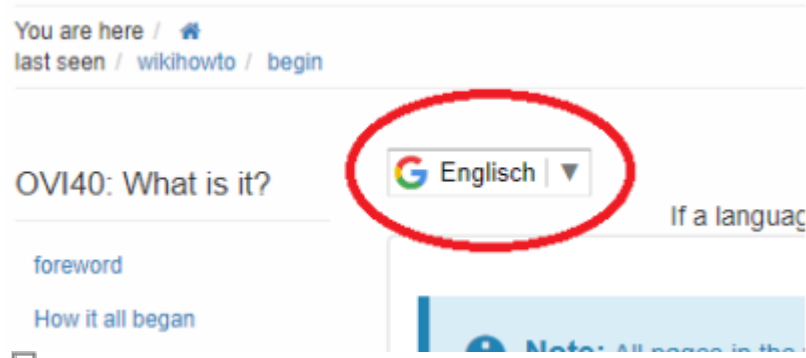 You are here /
last seen / wikihowto / begin
Englisch ▼
OVI40: What is it?
If a languag
foreword
How it all began
Note: All pages in the